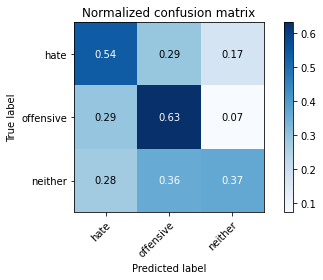 Normalized confusion matrix
True label
hate
0.54 0.29 0.17
offensive
0.29 0.63 0.07
neither
0.28 0.36 0.37
hate
offensive
neither
Predicted label
0.6
0.5
0.4
0.3
0.2
0.1